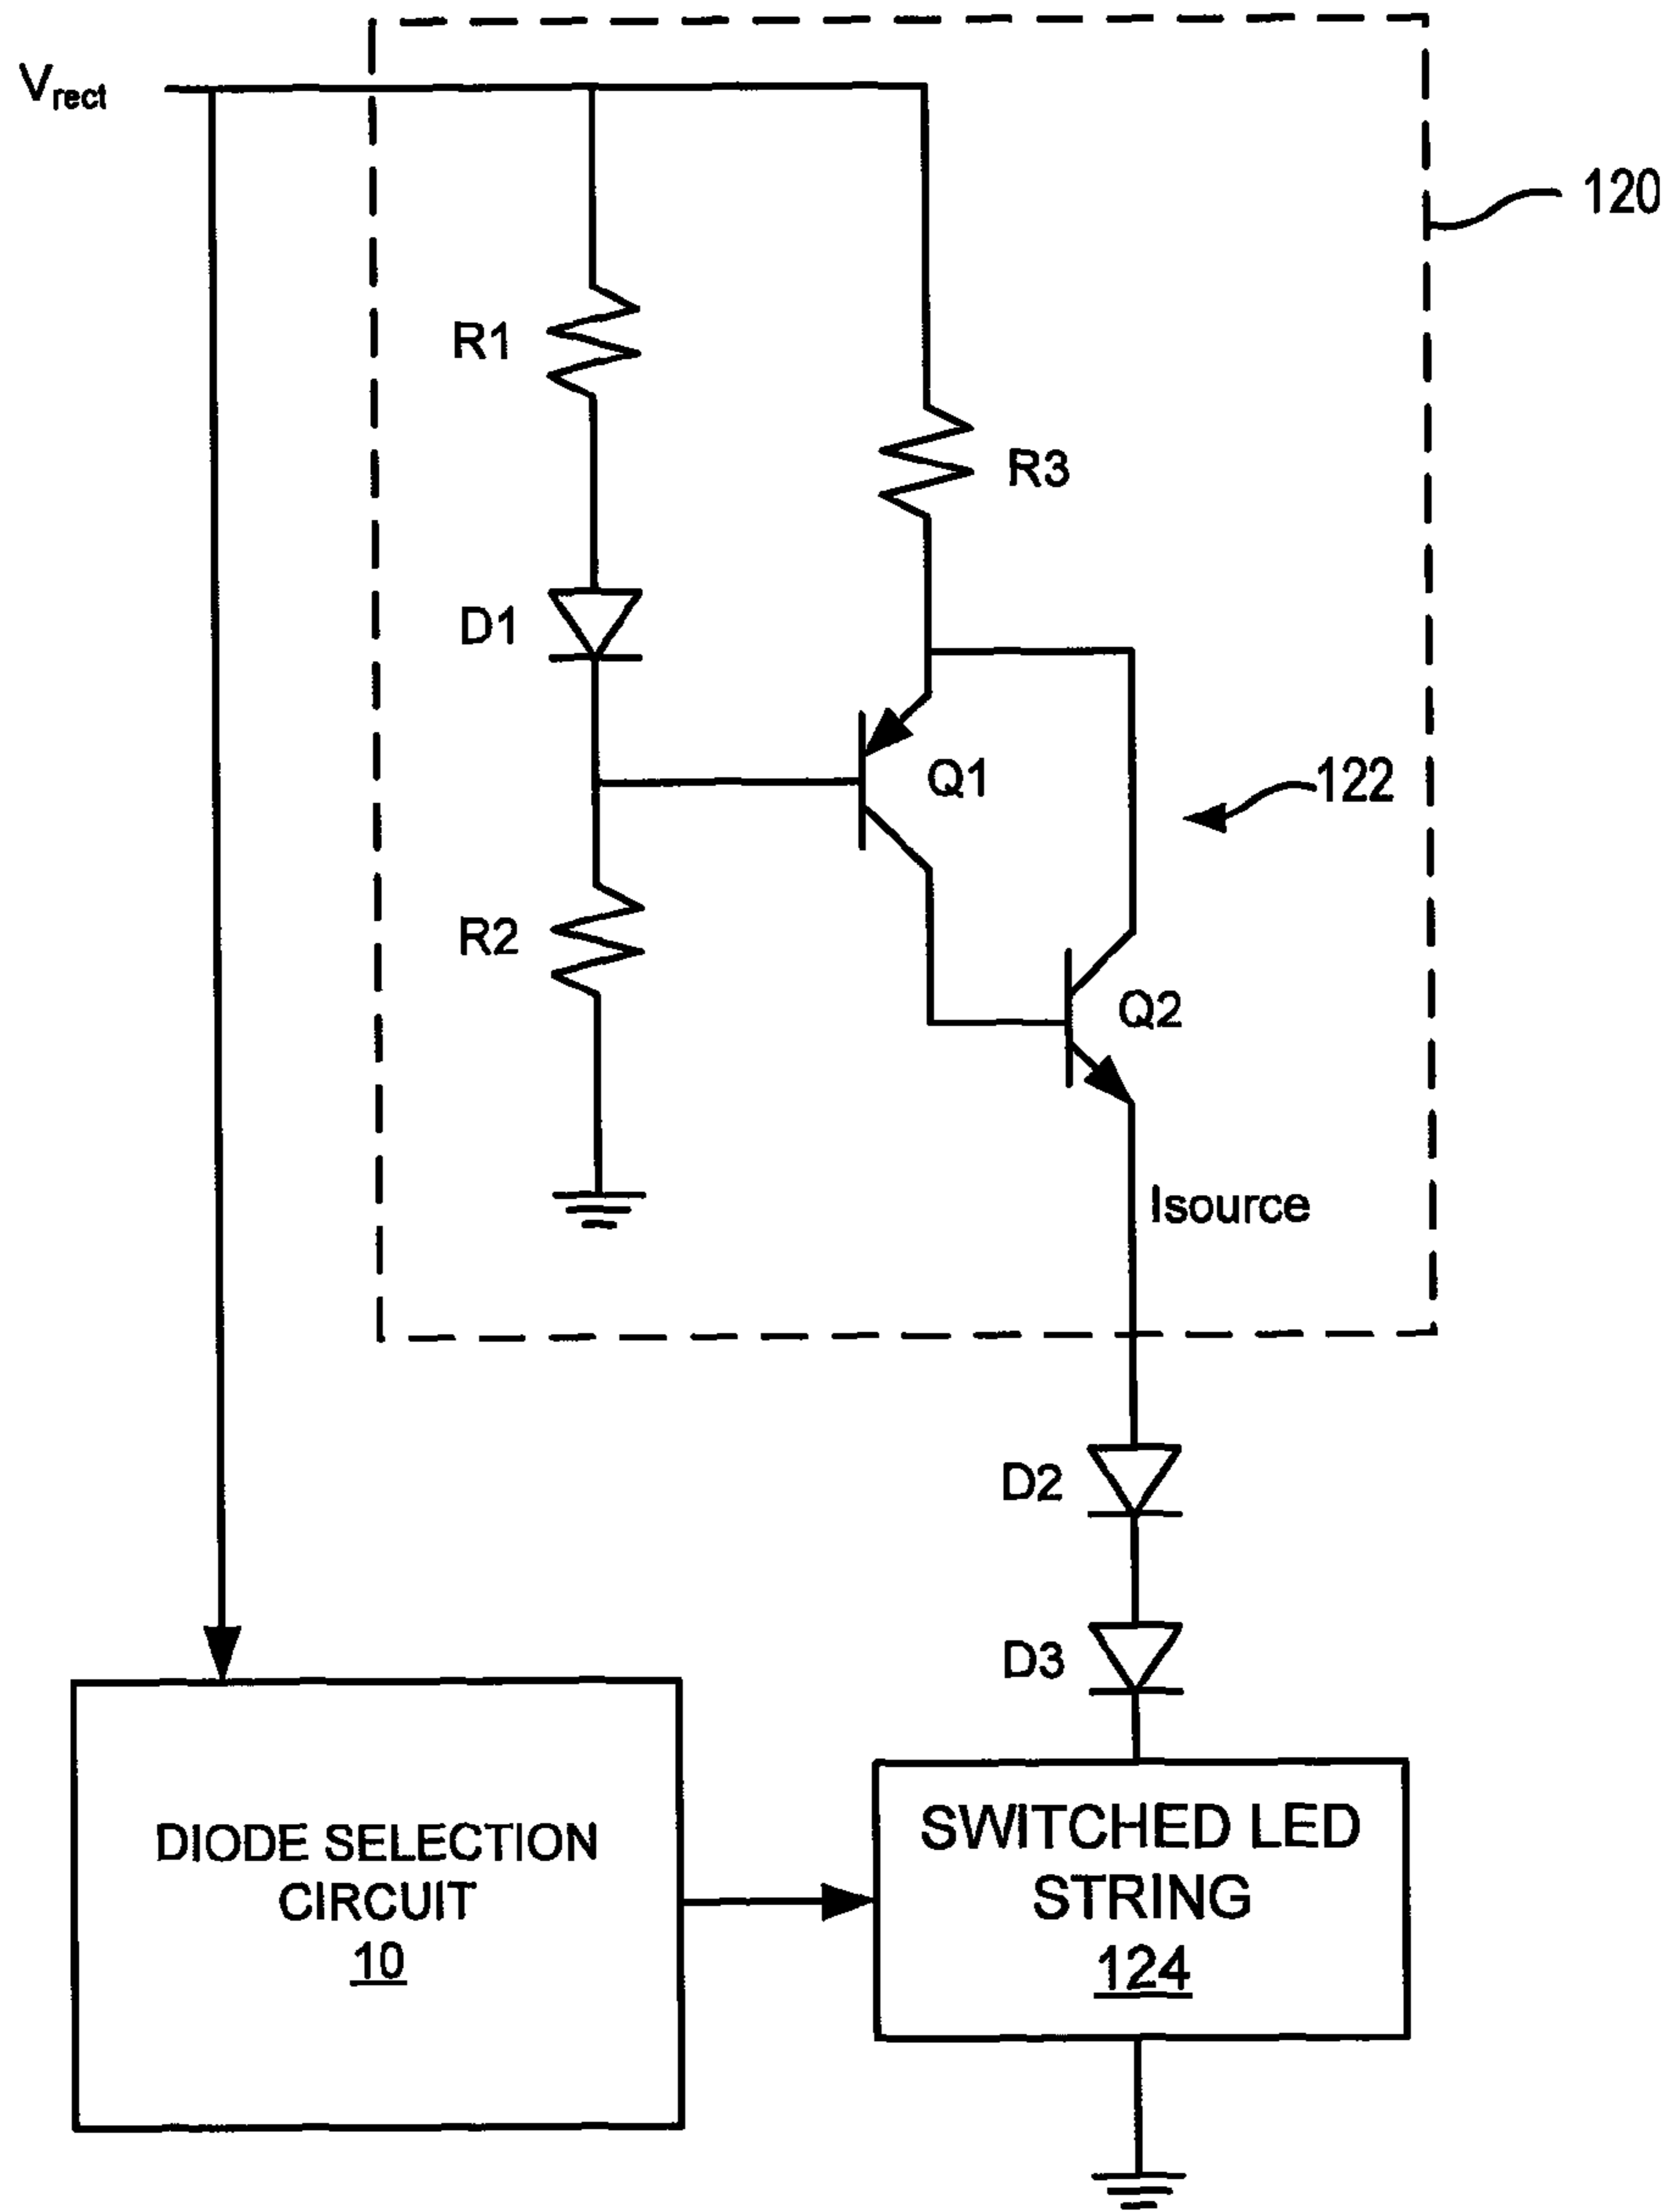 Vrect
120
R1
R3
D1
Q1
122
R2
Q2
Isource
D2
D3
DIODE SELECTION
CIRCUIT
10
SWITCHED LED
STRING
124